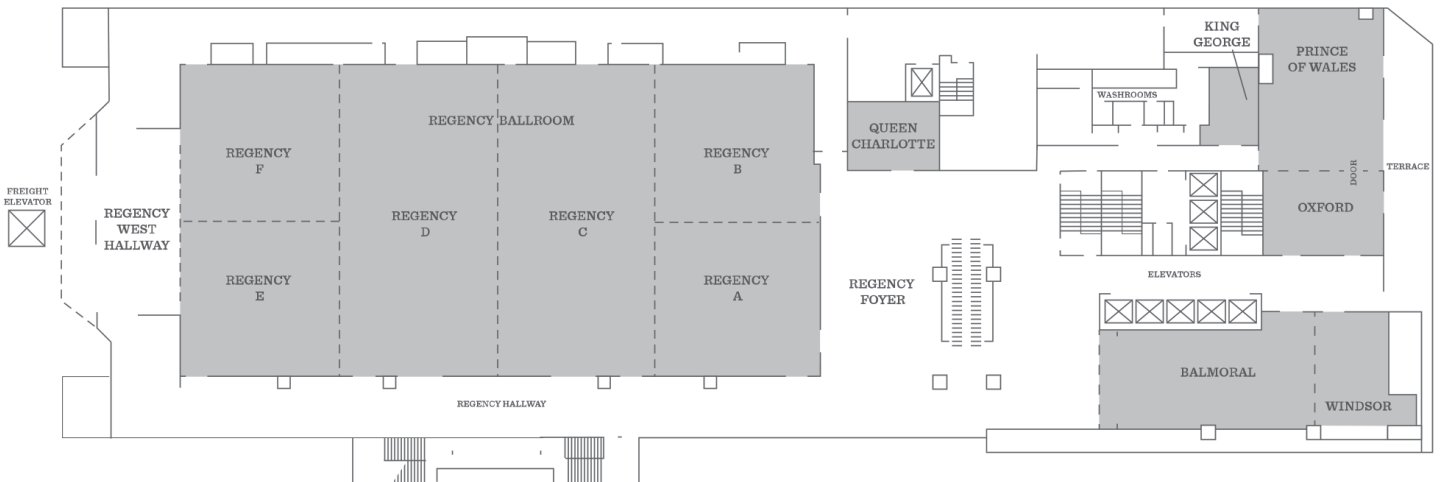 KING
GEORGE
PRINCE
OF WALES
WASHROOMS
REGENCY BALLROOM
QUEEN
CHARLOTTE
REGENCY
F
REGENCY
B
DOOR
TERRACE
FREIGHT
ELEVATOR
REGENCY
WEST
HALLWAY
REGENCY
D
REGENCY
C
OXFORD
REGENCY
E
REGENCY
A
REGENCY
FOYER
ELEVATORS
BALMORAL
WINDSOR
REGENCY HALLWAY